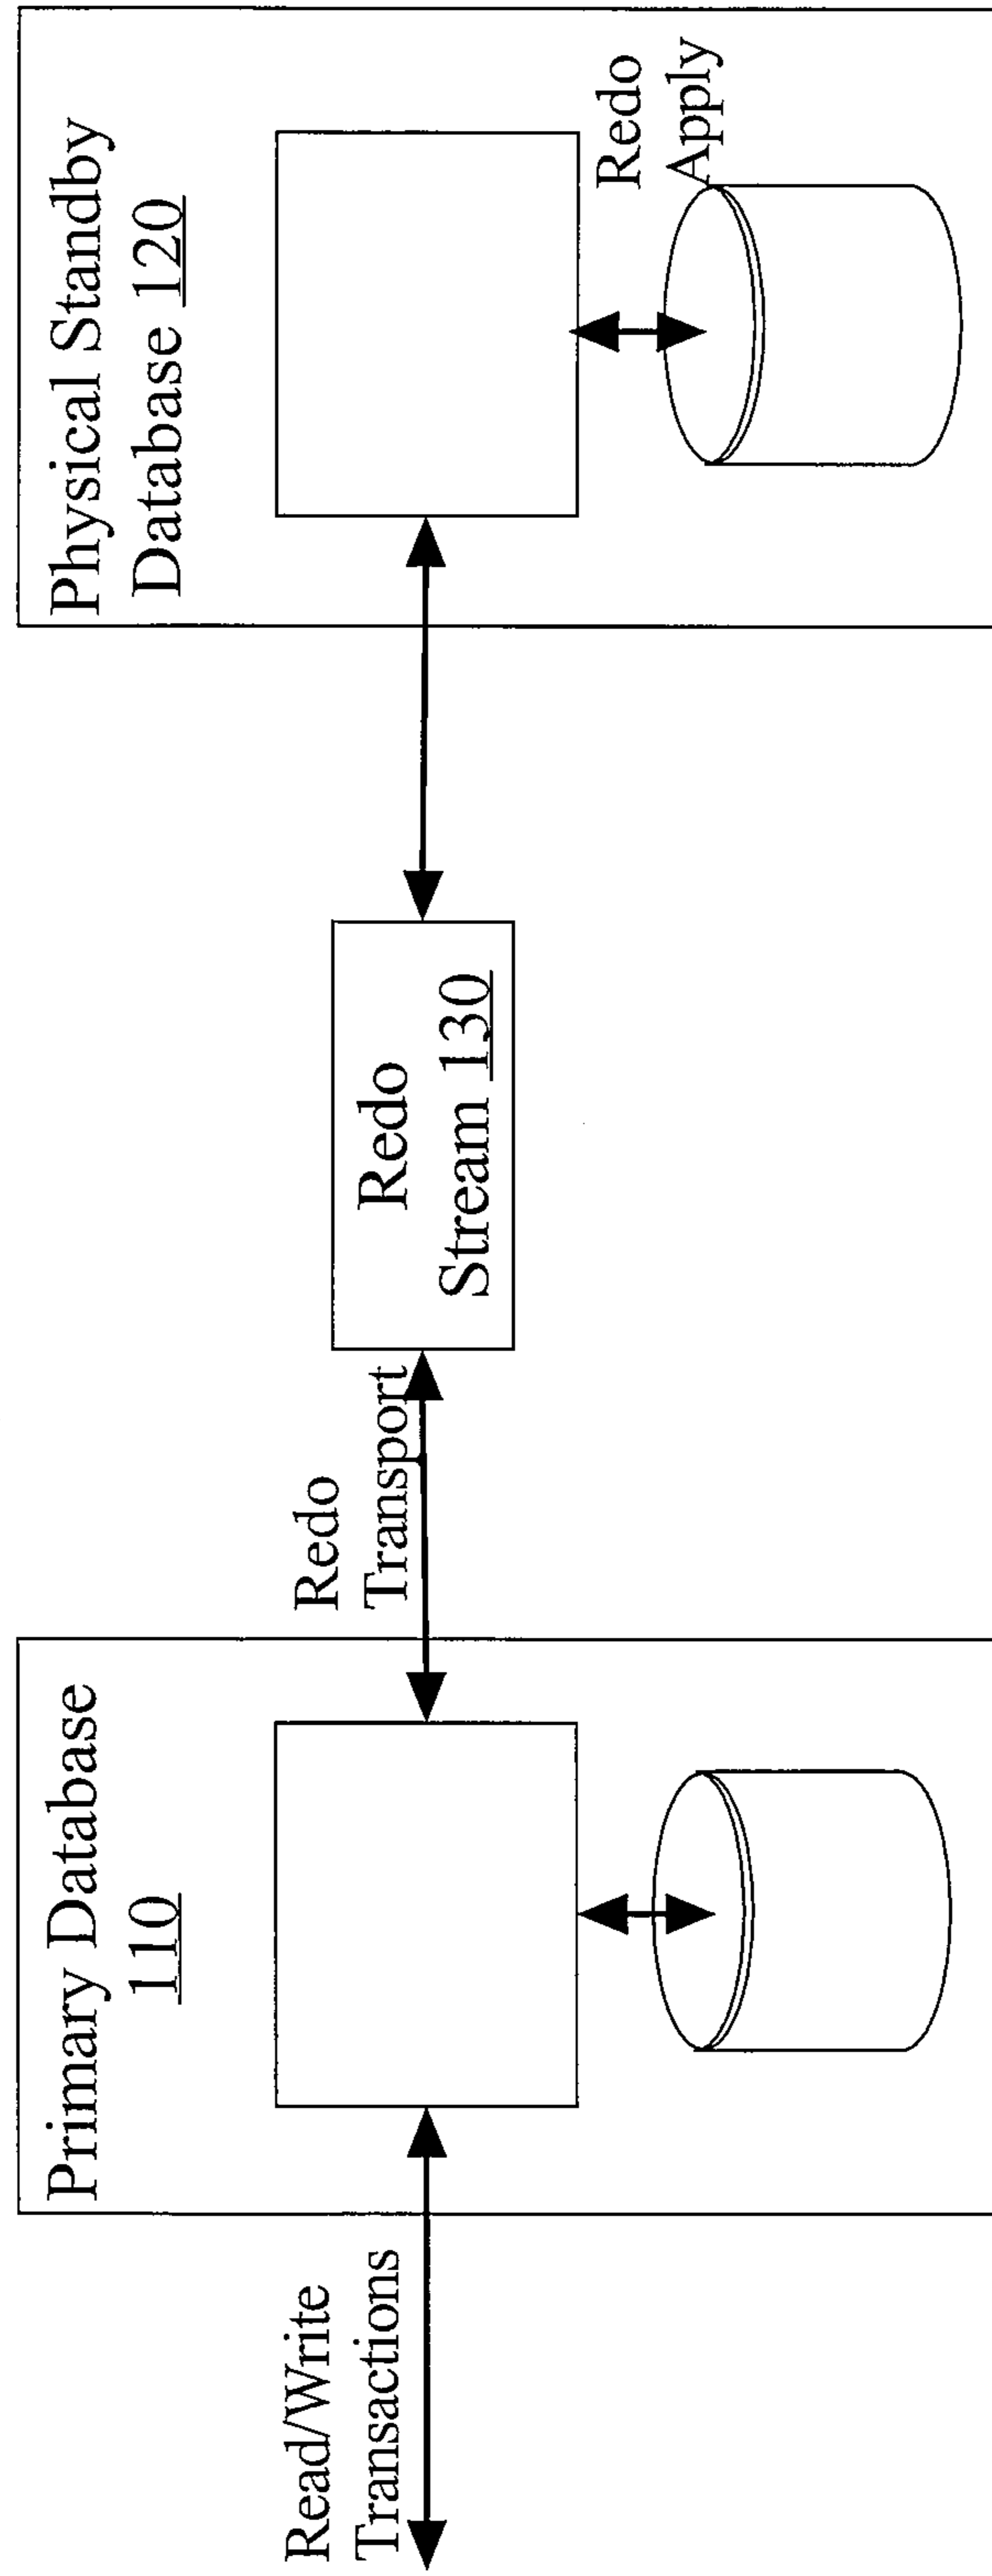 Read/Write
Transactions
Primary Database
110
Redo
Transport
Redo
Stream 130
Physical Standby
Database 120
Redo
Apply